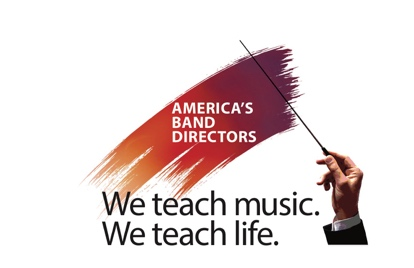 AMERICA'S
BAND
DIRECTORS
We teach music.
We teach life.